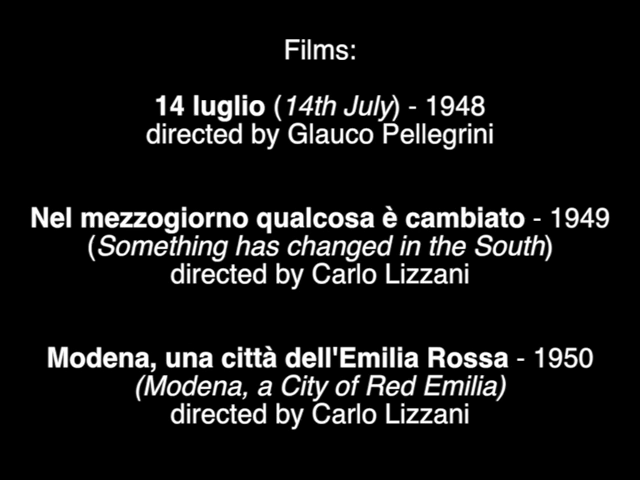 Films:
14 luglio (14th July) - 1948
directed by Glauco Pellegrini
Nel mezzogiorno qualcosa è cambiato - 1949
(Something has changed in the South)
directed by Carlo Lizzani
Modena, una città dell'Emilia Rossa - 1950
(Modena, a City of Red Emilia)
directed by Carlo Lizzani